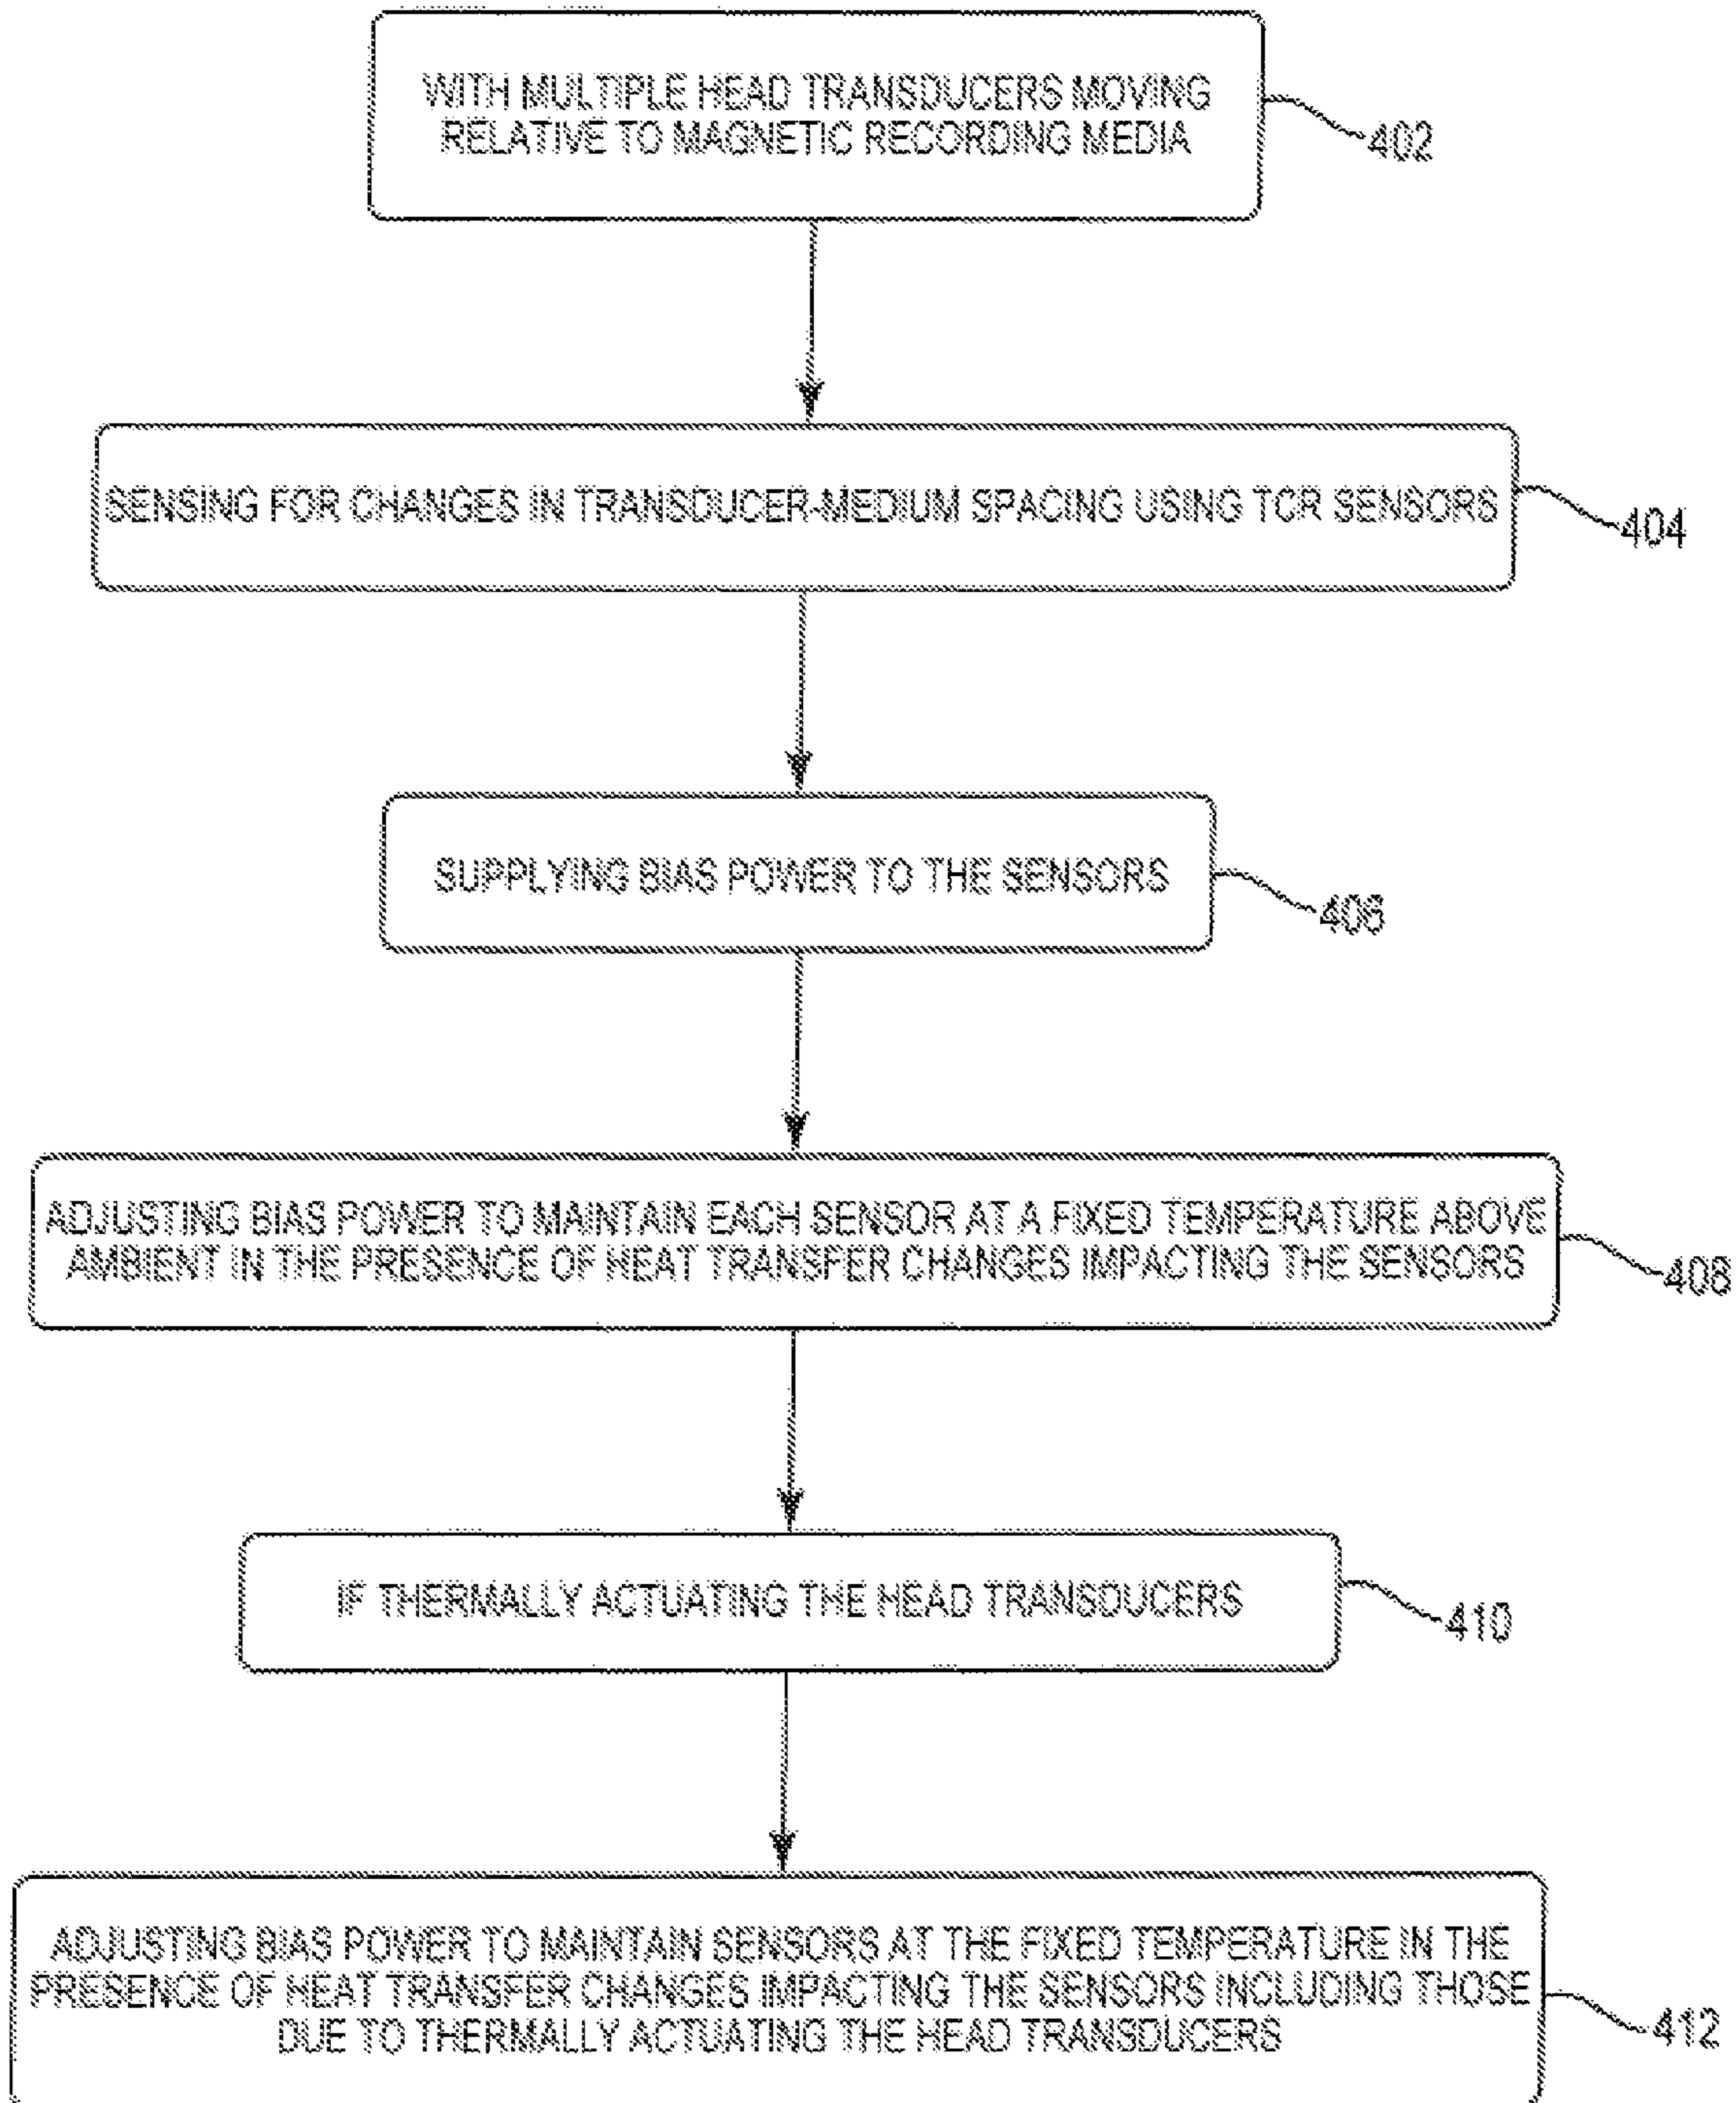 WITH MULTIPLE HEAD TRANSDUCERS MOVING
RELATIVE TO MAGNETIC RECORDING MEDIA
402
SENSING FOR CHANGES IN TRANSDUCER-MEDIUM SPACING USING TCR SENSORS
404
SUPPLYING BIAS POWER TO THE SENSORS
406
ADJUSTING BIAS POWER TO MAINTAIN EACH SENSOR AT A FIXED TEMPERATURE ABOVE
AMBIENT IN THE PRESENCE OF HEAT TRANSFER CHANGES IMPACTING THE SENSORS
408
IF THERMALLY ACTUATING THE HEAD TRANSDUCERS
410
ADJUSTING BIAS POWER TO MAINTAIN SENSORS AT THE FIXED TEMPERATURE IN THE
PRESENCE OF HEAT TRANSFER CHANGES IMPACTING THE SENSORS INCLUDING THOSE
DUE TO THERMALLY ACTUATING THE HEAD TRANSDUCERS
412